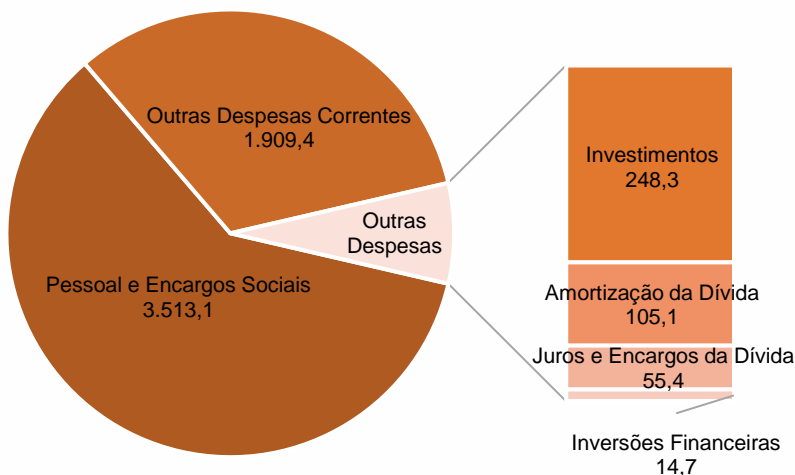 Outras Despesas Correntes
1.909,4
Outras
Despesas
Pessoal e Encargos Sociais
3.513,1
Investimentos
248,3
Amortização da Dívida
105,1
Juros e Encargos da Dívida
55,4
Inversões Financeiras
14,7